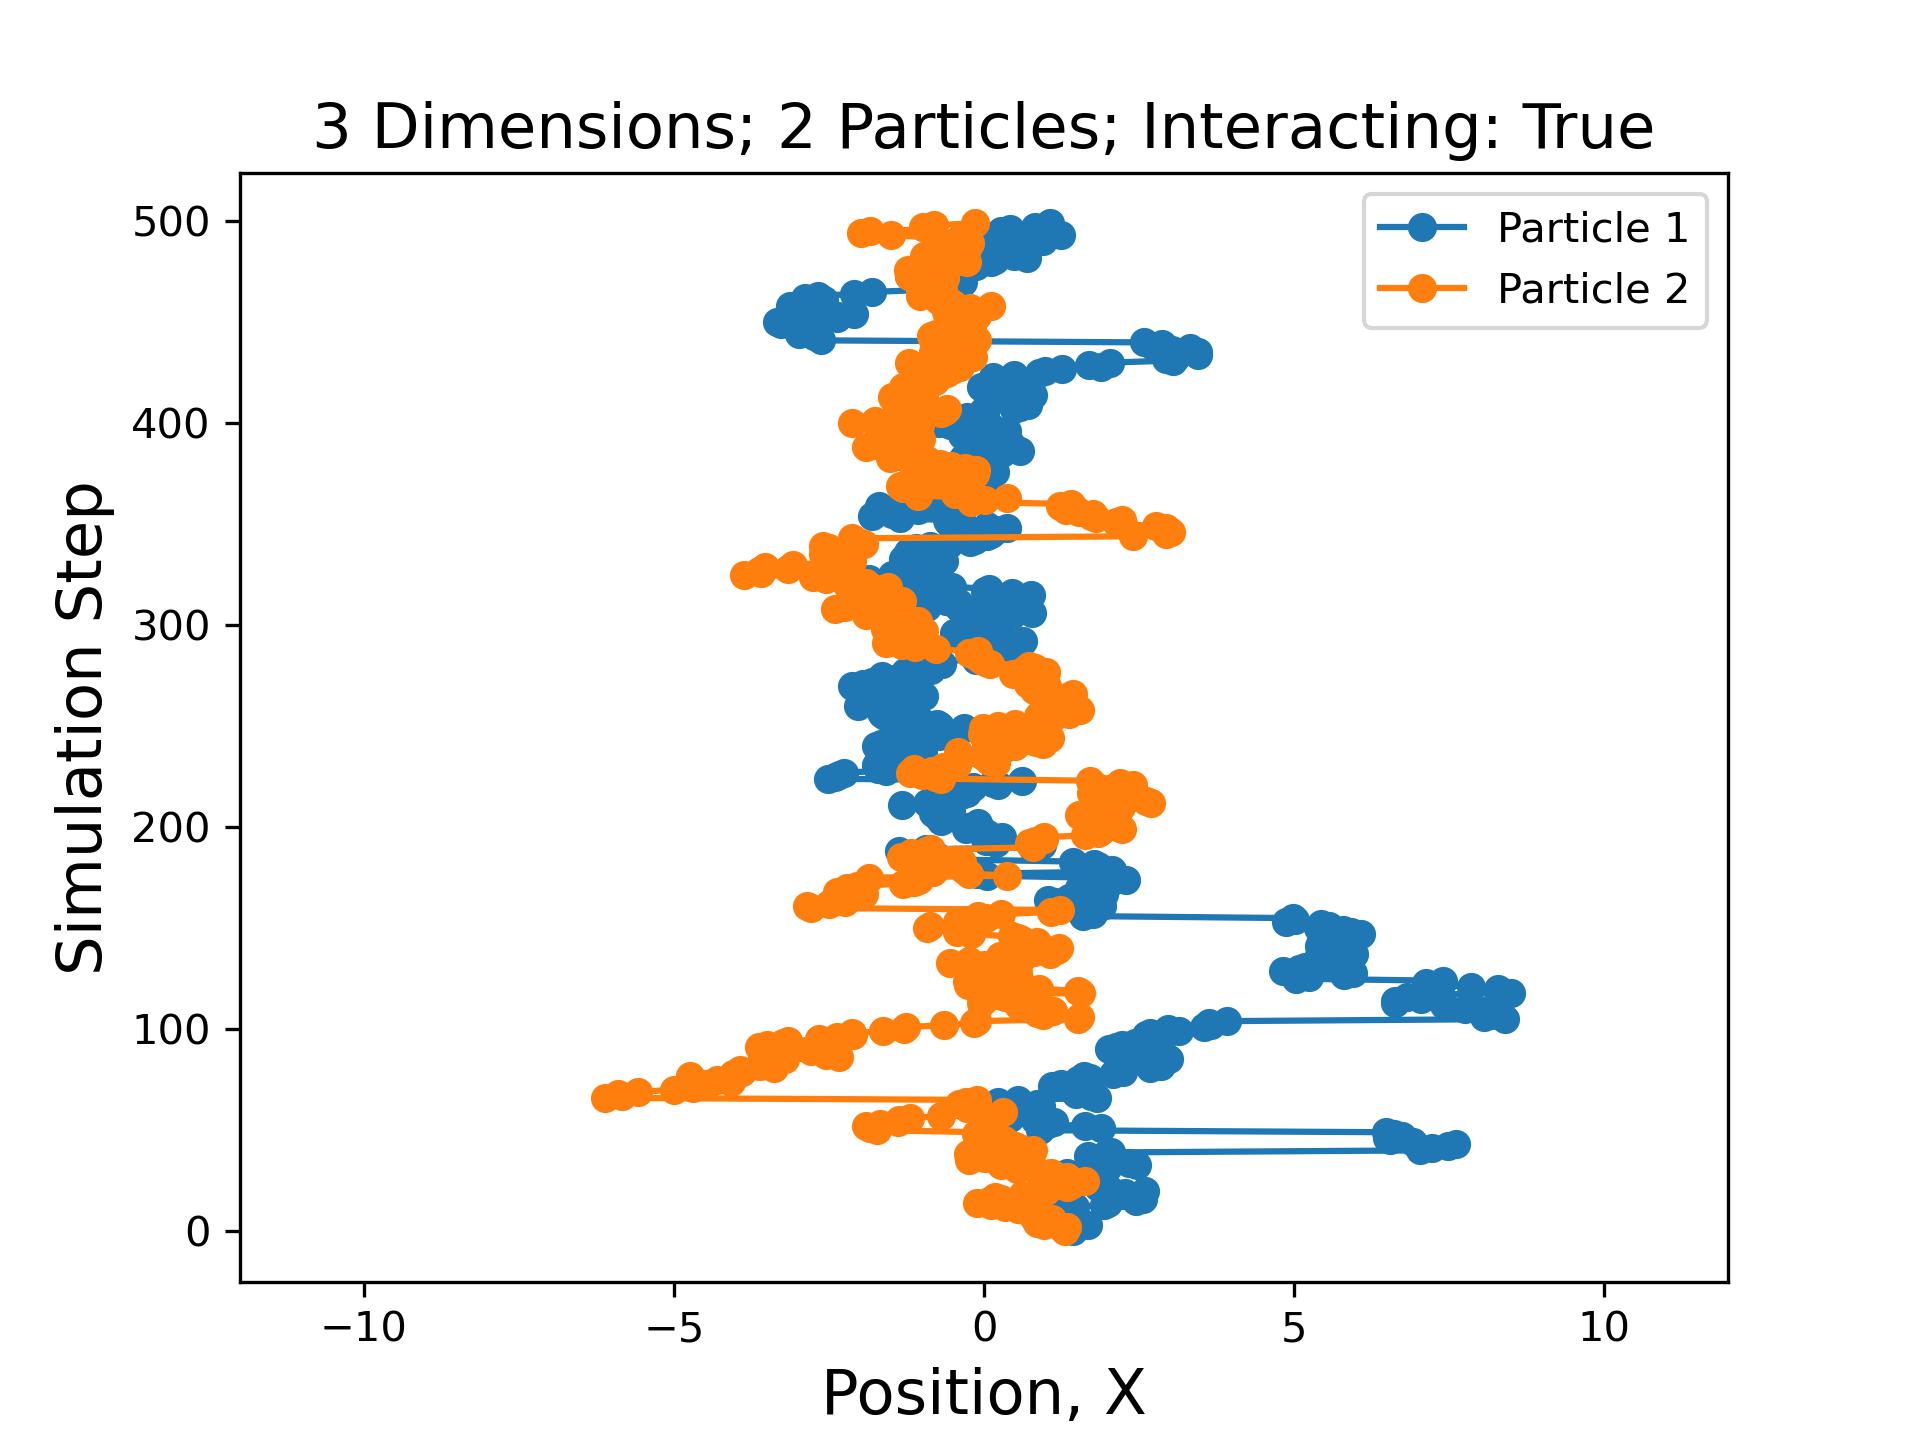 3 Dimensions; 2 Particles; Interacting: True
Particle 1
Particle 2
Simulation Step
500
400
300
200
100
0
−10
−5
0
5
10
Position, X